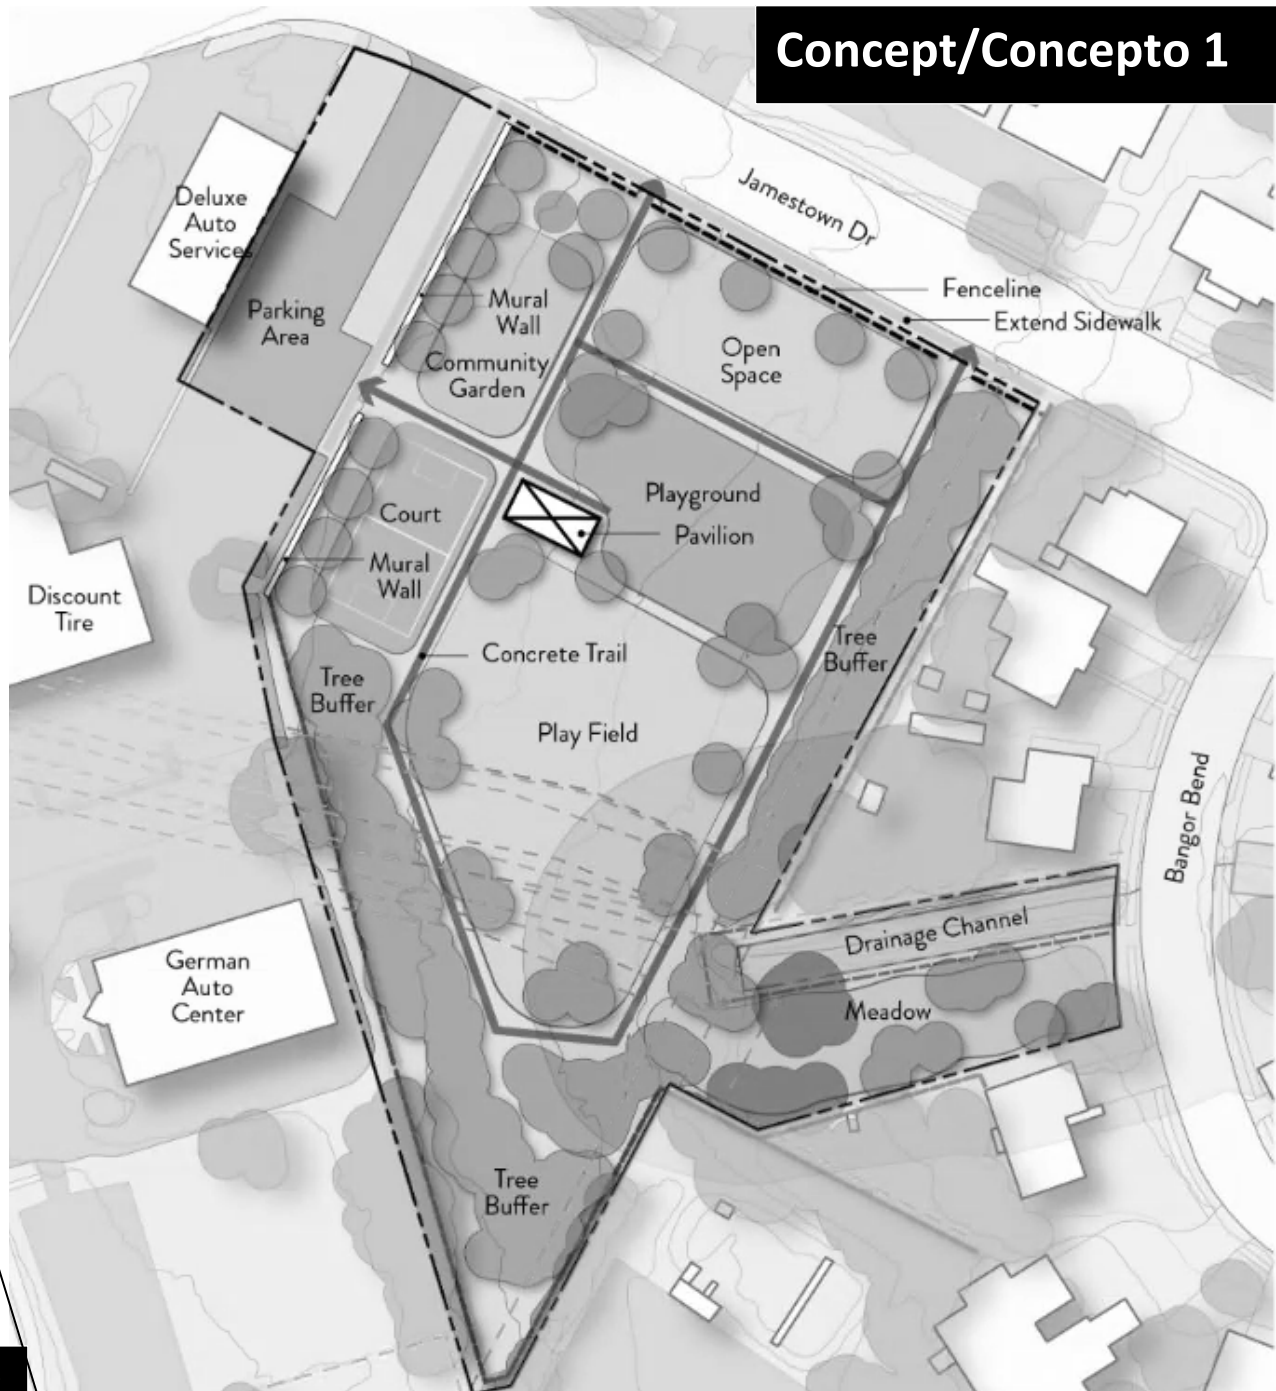 Concept/Concepto 1
Jamestown Dr
Deluxe
Auto
Services
Fenceline
Mural
Wall
Extend Sidewalk
Parking
Area
Open
Space
Community
Garden
Playground
Court
Pavilion
Mural
Wall
Discount
Tire
Concrete Trail
Tree
Buffer
Tree
Buffer
Play Field
Bangor Bend
Drainage Channel
German
Auto
Center
Meadow
Tree
Buffer